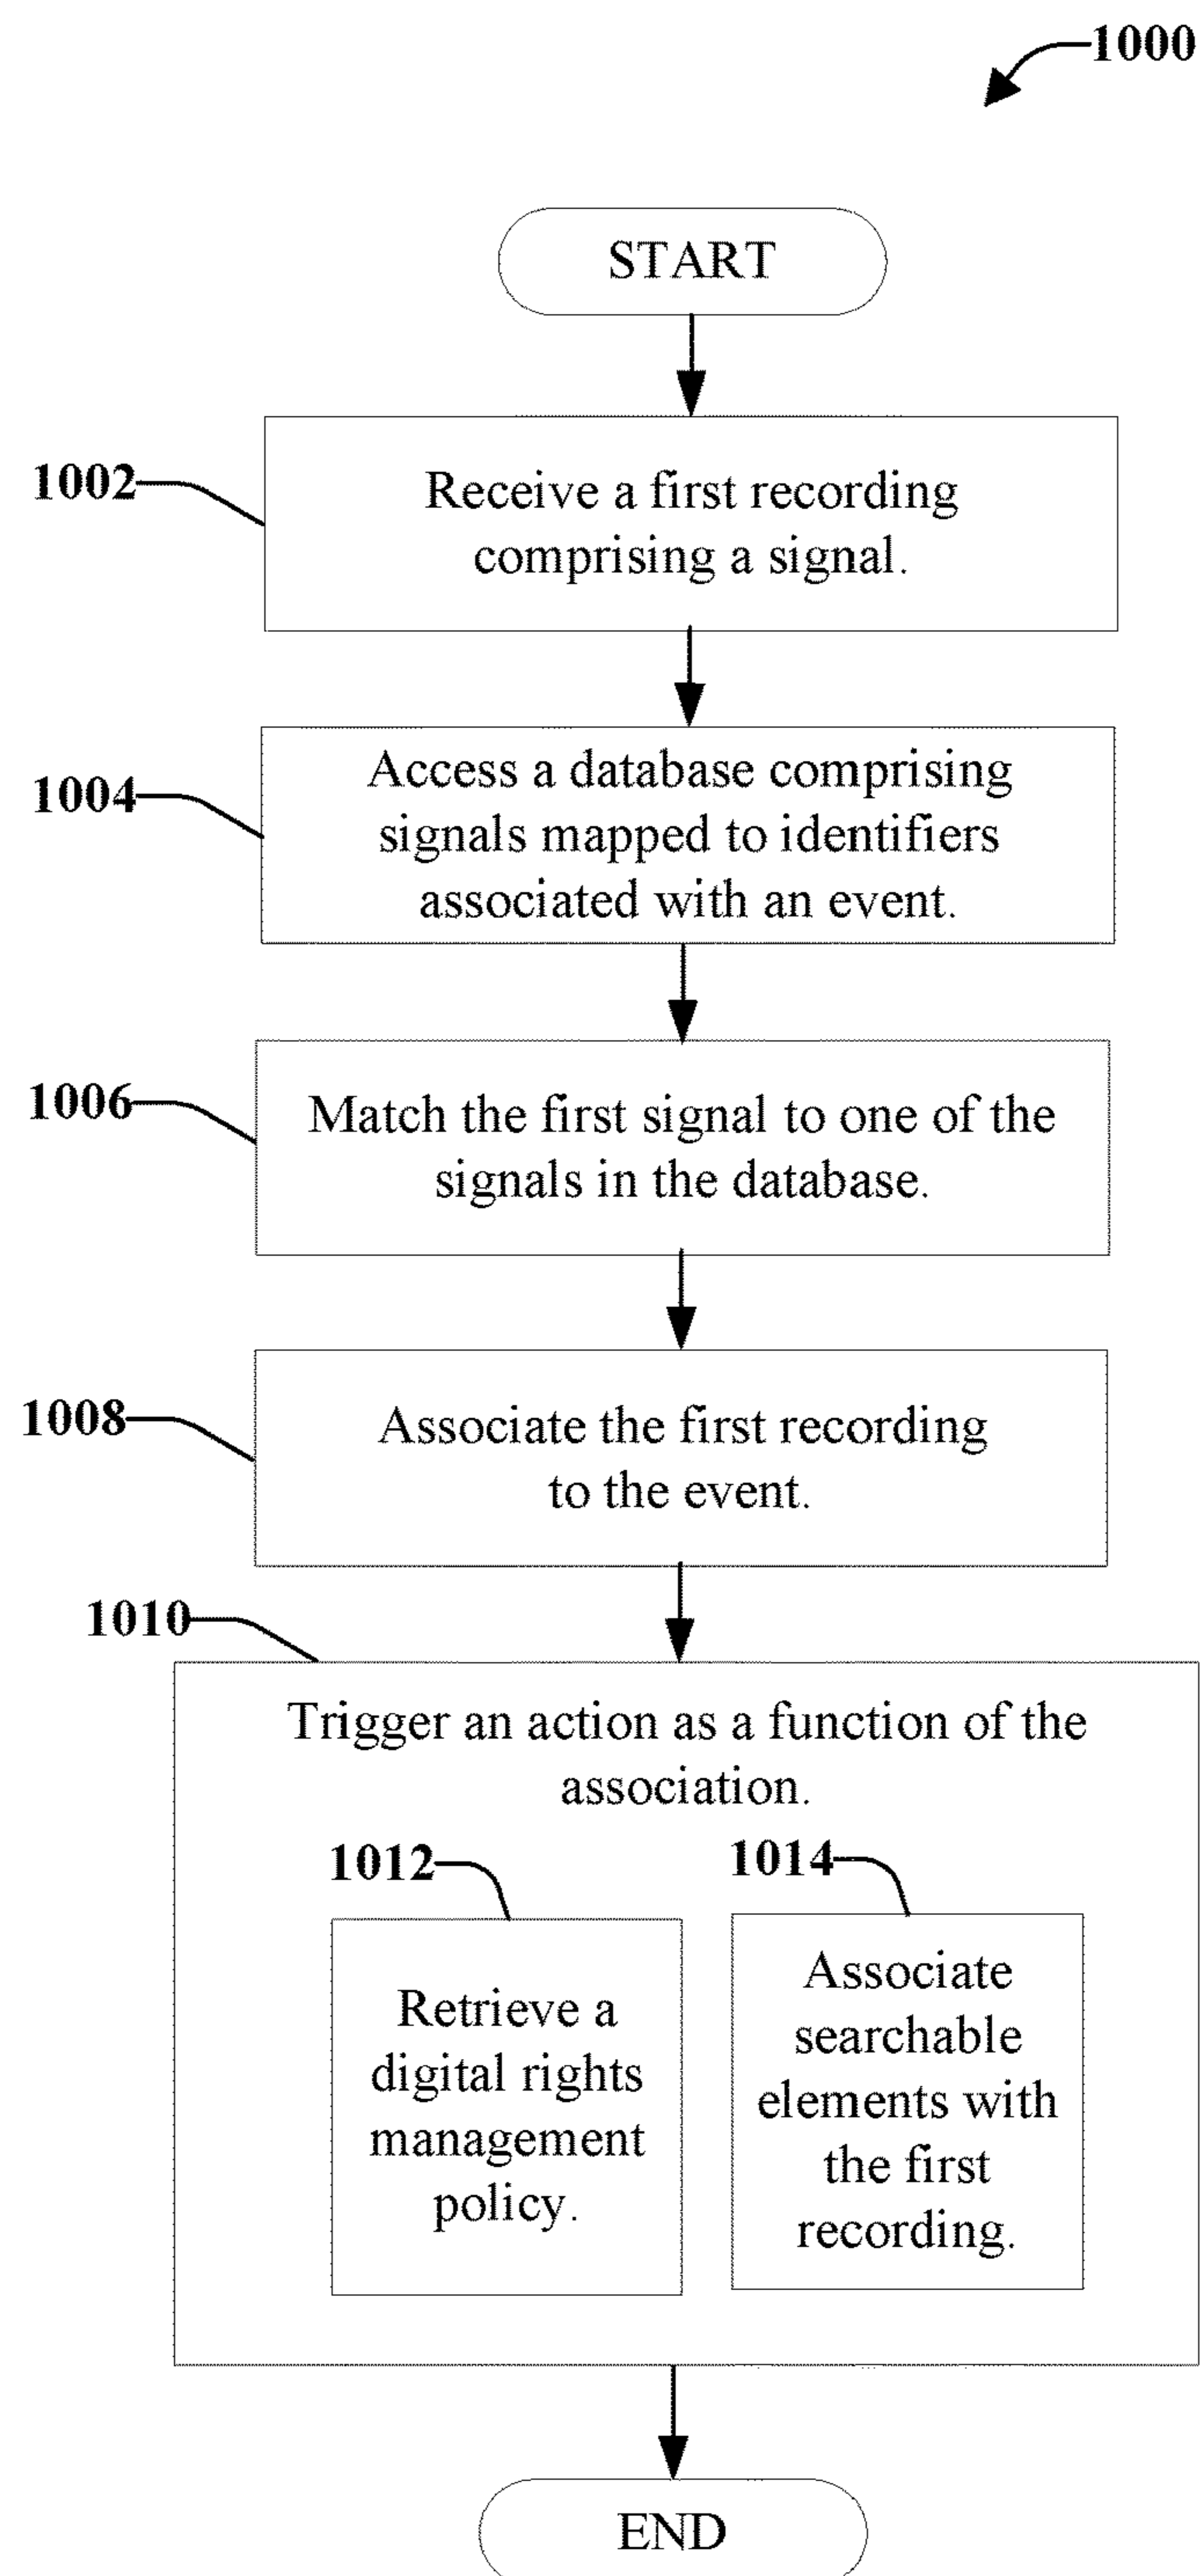 1000
START
1002
Receive a first recording
comprising a signal.
1004
Access a database comprising
signals mapped to identifiers
associated with an event.
1006
Match the first signal to one of the
signals in the database.
1008
Associate the first recording
to the event.
1010
Trigger an action as a function of the
association.
1012
Retrieve a
digital rights
management
policy.
1014
Associate
searchable
elements with
the first
recording.
END